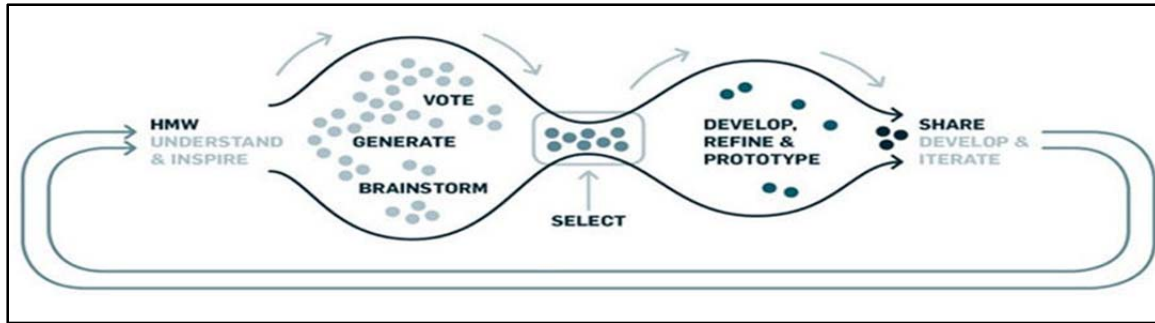 HMW
UNDERSTAND
& INSPIRE
VOTE
GENERATE
BRAINSTORM
SELECT
DEVELOP,
REFINE &
PROTOTYPE
SHARE
DEVELOP &
ITERATE